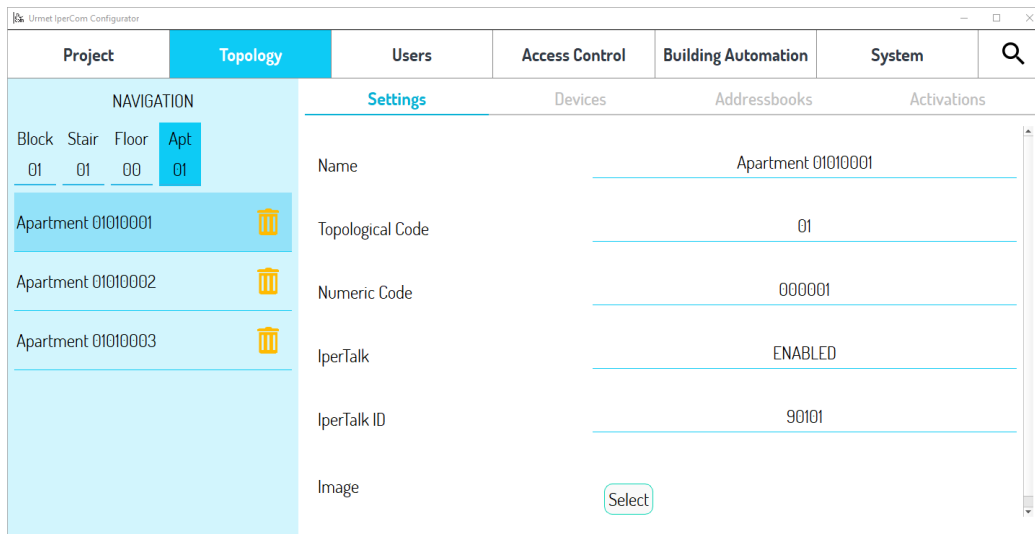 Urmet IperCom Configurator
Project Topology Users Access Control Building Automation System
NAVIGATION
Settings Devices Addressbooks Activations
Block Stair Floor Apt
01 01 00 01
Name Apartment 01010001
Apartment 01010001
Topological Code 01
Apartment 01010002
Numeric Code 000001
Apartment 01010003
IperTalk ENABLED
IperTalk ID 90101
Image Select